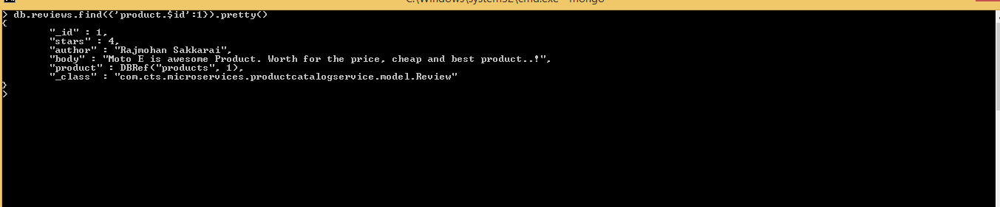 C:\Windows\system32\cmd.exe - mongo
> db.reviews.find({'product.$id':1}).pretty()
{
"_id" : 1,
"stars" : 4,
"author" : "Rajmohan Sakkarai",
"body" : "Moto E is awesome Product. Worth for the price, cheap and best product..!",
"product" : DBRef("products", 1),
"_class" : "com.cts.microservices.productcatalogservice.model.Review"
}
>